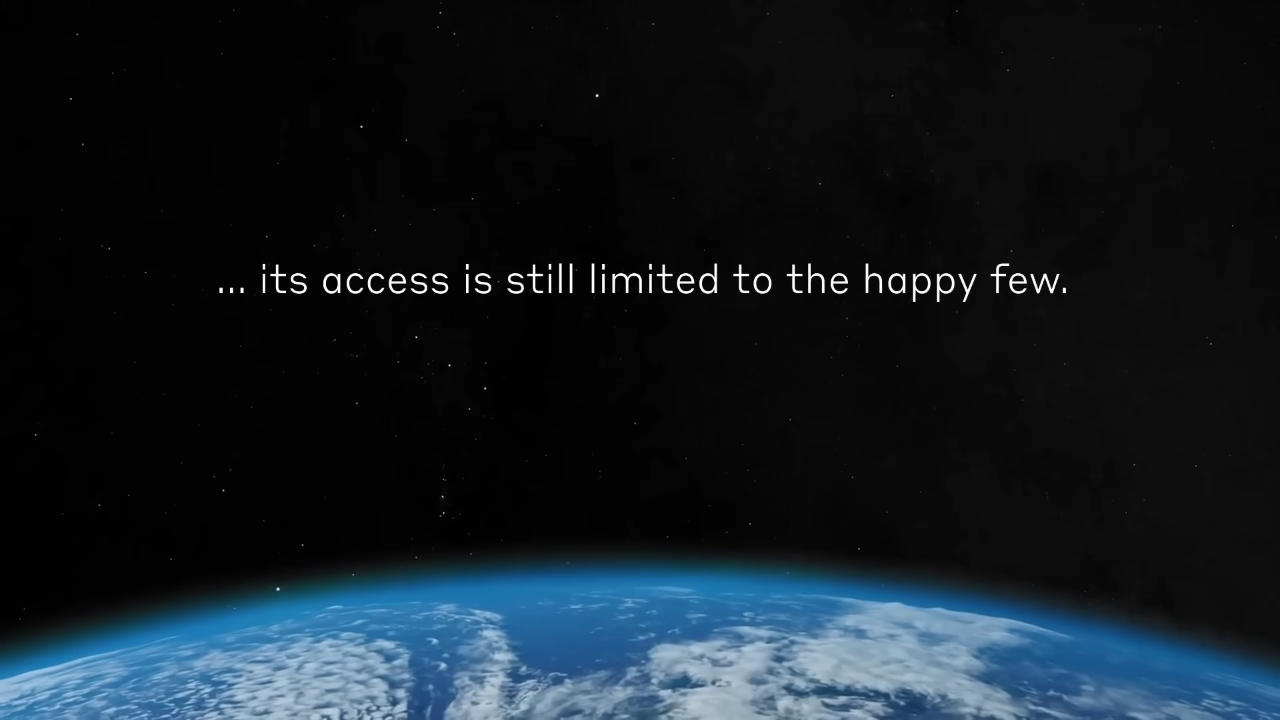 ... its access is still limited to the happy few.